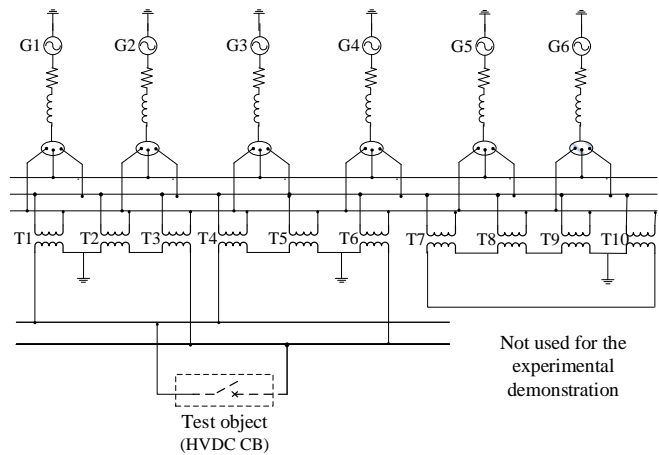 G1 G2 G3 G4 G5 G6
T1 T2 T3 T4 T5 T6 T7 T8 T9 T10
Not used for the
experimental
demonstration
Test object
(HVDC CB)